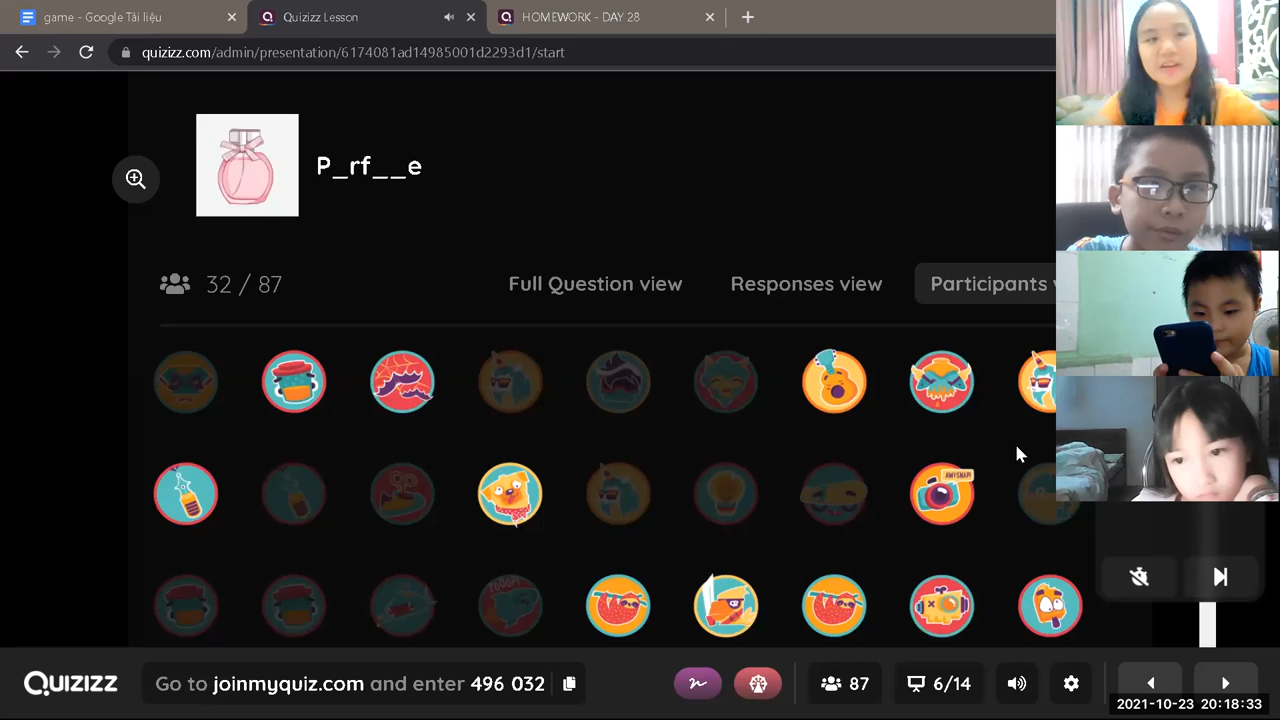 game - Google Tài liệu
Quizizz Lesson
HOMEWORK - DAY 28
quizizz.com/admin/presentation/6174081ad14985001d2293d1/start
P_rf__e
32 / 87
Full Question view
Responses view
Participants
Quizizz
Go to joinmyquiz.com and enter 496 032
87
6/14
2021-10-23 20:18:33